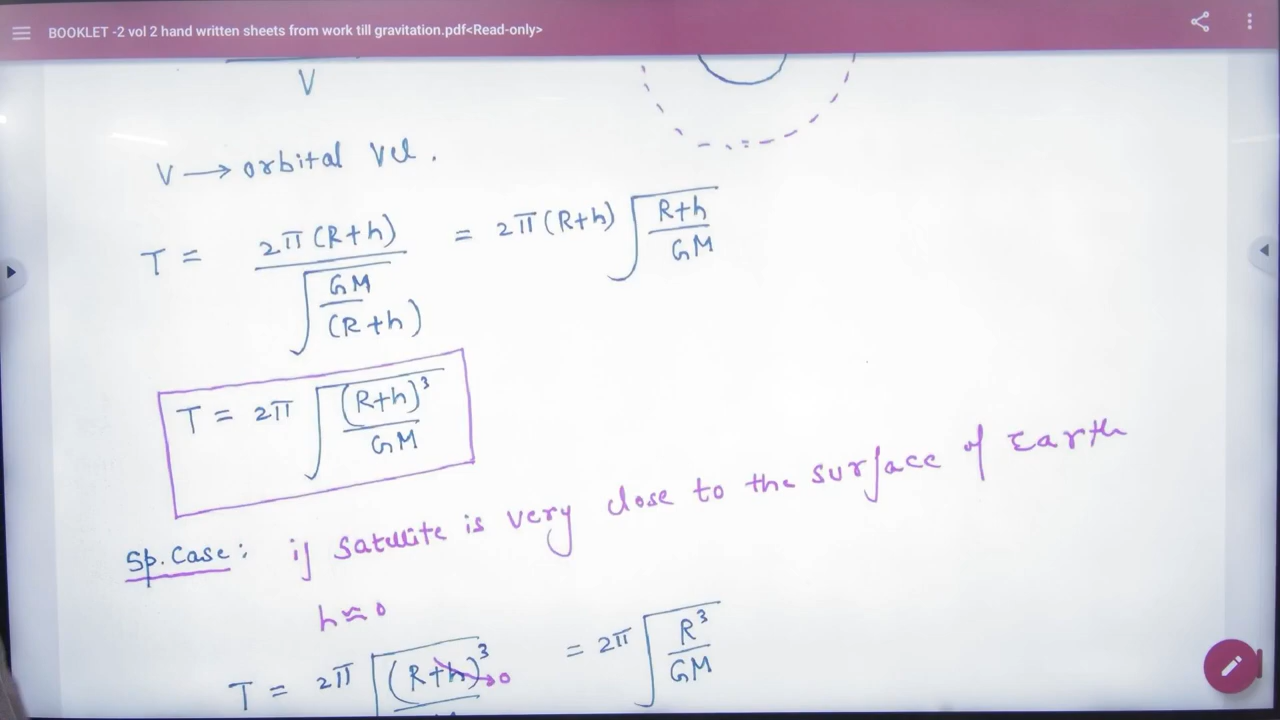 BOOKLET -2 vol 2 hand written sheets from work till gravitation.pdf<Read-only>
V
V → orbital Vel.
T = 2π(R+h) / √(GM / (R+h)) = 2π(R+h) √((R+h) / GM)
T = 2π √((R+h)³ / GM)
Sp. Case: if satellite is very close to the surface of Earth
h ≈ 0
T = 2π √((R+h)³ → 0 = 2π √(R³ / GM)